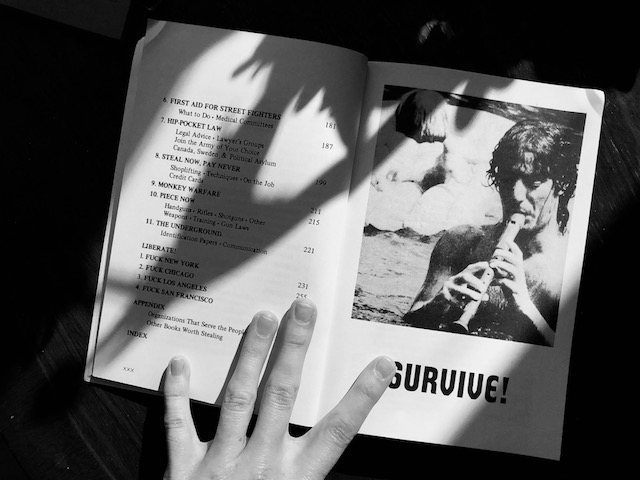 6. FIRST AID FOR STREET FIGHTERS
What to Do • Medical Committees 181
7. HIP-POCKET LAW 187
Legal Advice • Lawyer's Groups
Join the Army of Your Choice
Canada, Sweden & Political Asylum
8. STEAL NOW, PAY NEVER 199
Shoplifting • Techniques • On the Job
Credit Cards
9. MONKEY WARFARE 211
10. PIECE NOW 215
Handguns • Rifles • Shotguns • Other
Weapons • Training • Gun Laws
11. THE UNDERGROUND 221
Identification Papers • Communication
LIBERATE!
1. FUCK NEW YORK 231
2. FUCK CHICAGO 255
3. FUCK LOS ANGELES
4. FUCK SAN FRANCISCO
APPENDIX
Organizations That Serve the People
Other Books Worth Stealing
INDEX
xxx
SURVIVE!